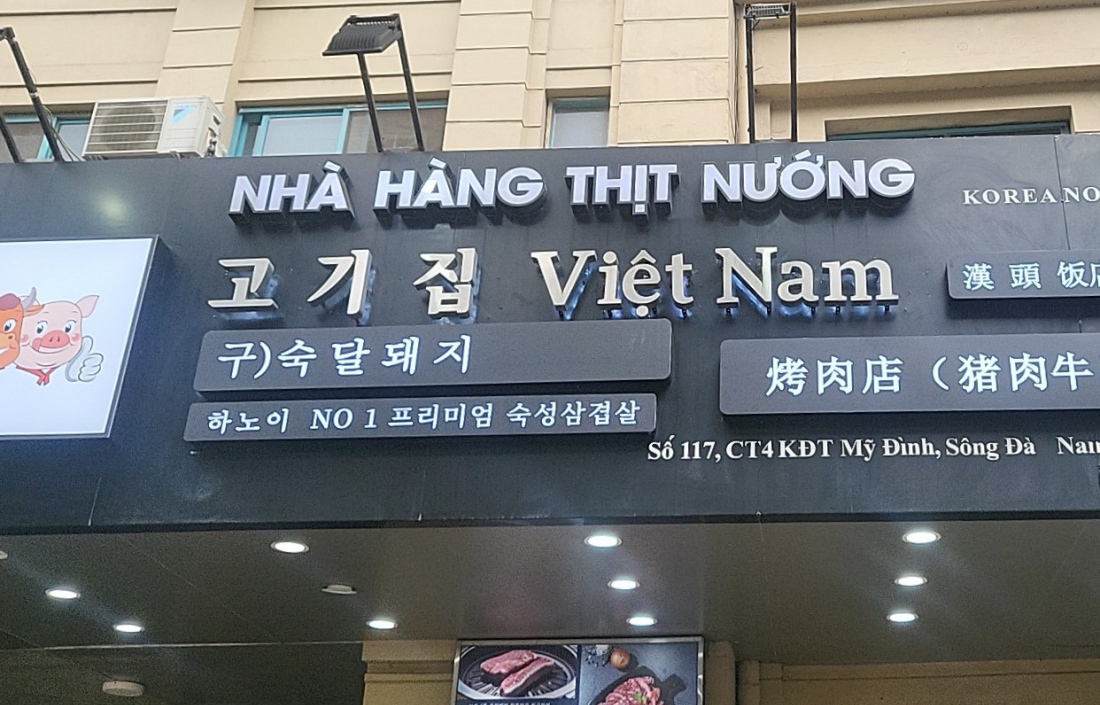 NHÀ HÀNG THỊT NƯỚNG
KOREA NO
고기집 Việt Nam
漢頭饭店
구)숙달돼지
烤肉店（猪肉牛
하노이 NO 1 프리미엄 숙성삼겹살
Số 117, CT4 KĐT Mỹ Đình, Sông Đà Nam